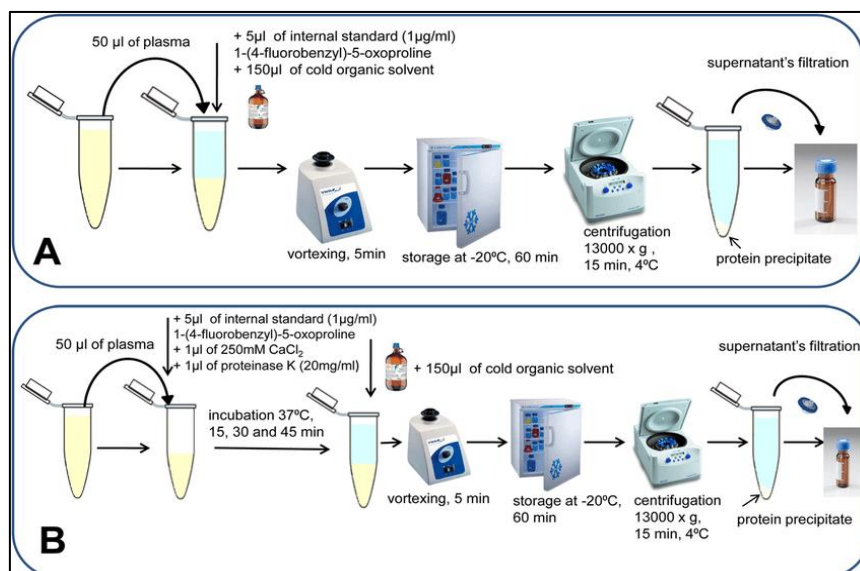 50 µl of plasma
+ 5µl of internal standard (1µg/ml)
1-(4-fluorobenzyl)-5-oxoproline
+ 150µl of cold organic solvent
supernatant's filtration
A
vortexing, 5min
storage at -20ºC, 60 min
centrifugation
13000 x g ,
15 min, 4ºC
protein precipitate
50 µl of plasma
+ 5µl of internal standard (1µg/ml)
1-(4-fluorobenzyl)-5-oxoproline
+ 1µl of 250mM CaCl₂
+ 1µl of proteinase K (20mg/ml)
+ 150µl of cold organic solvent
supernatant's filtration
incubation 37ºC,
15, 30 and 45 min
B
vortexing, 5 min
storage at -20ºC,
60 min
centrifugation
13000 x g,
15 min, 4ºC
protein precipitate